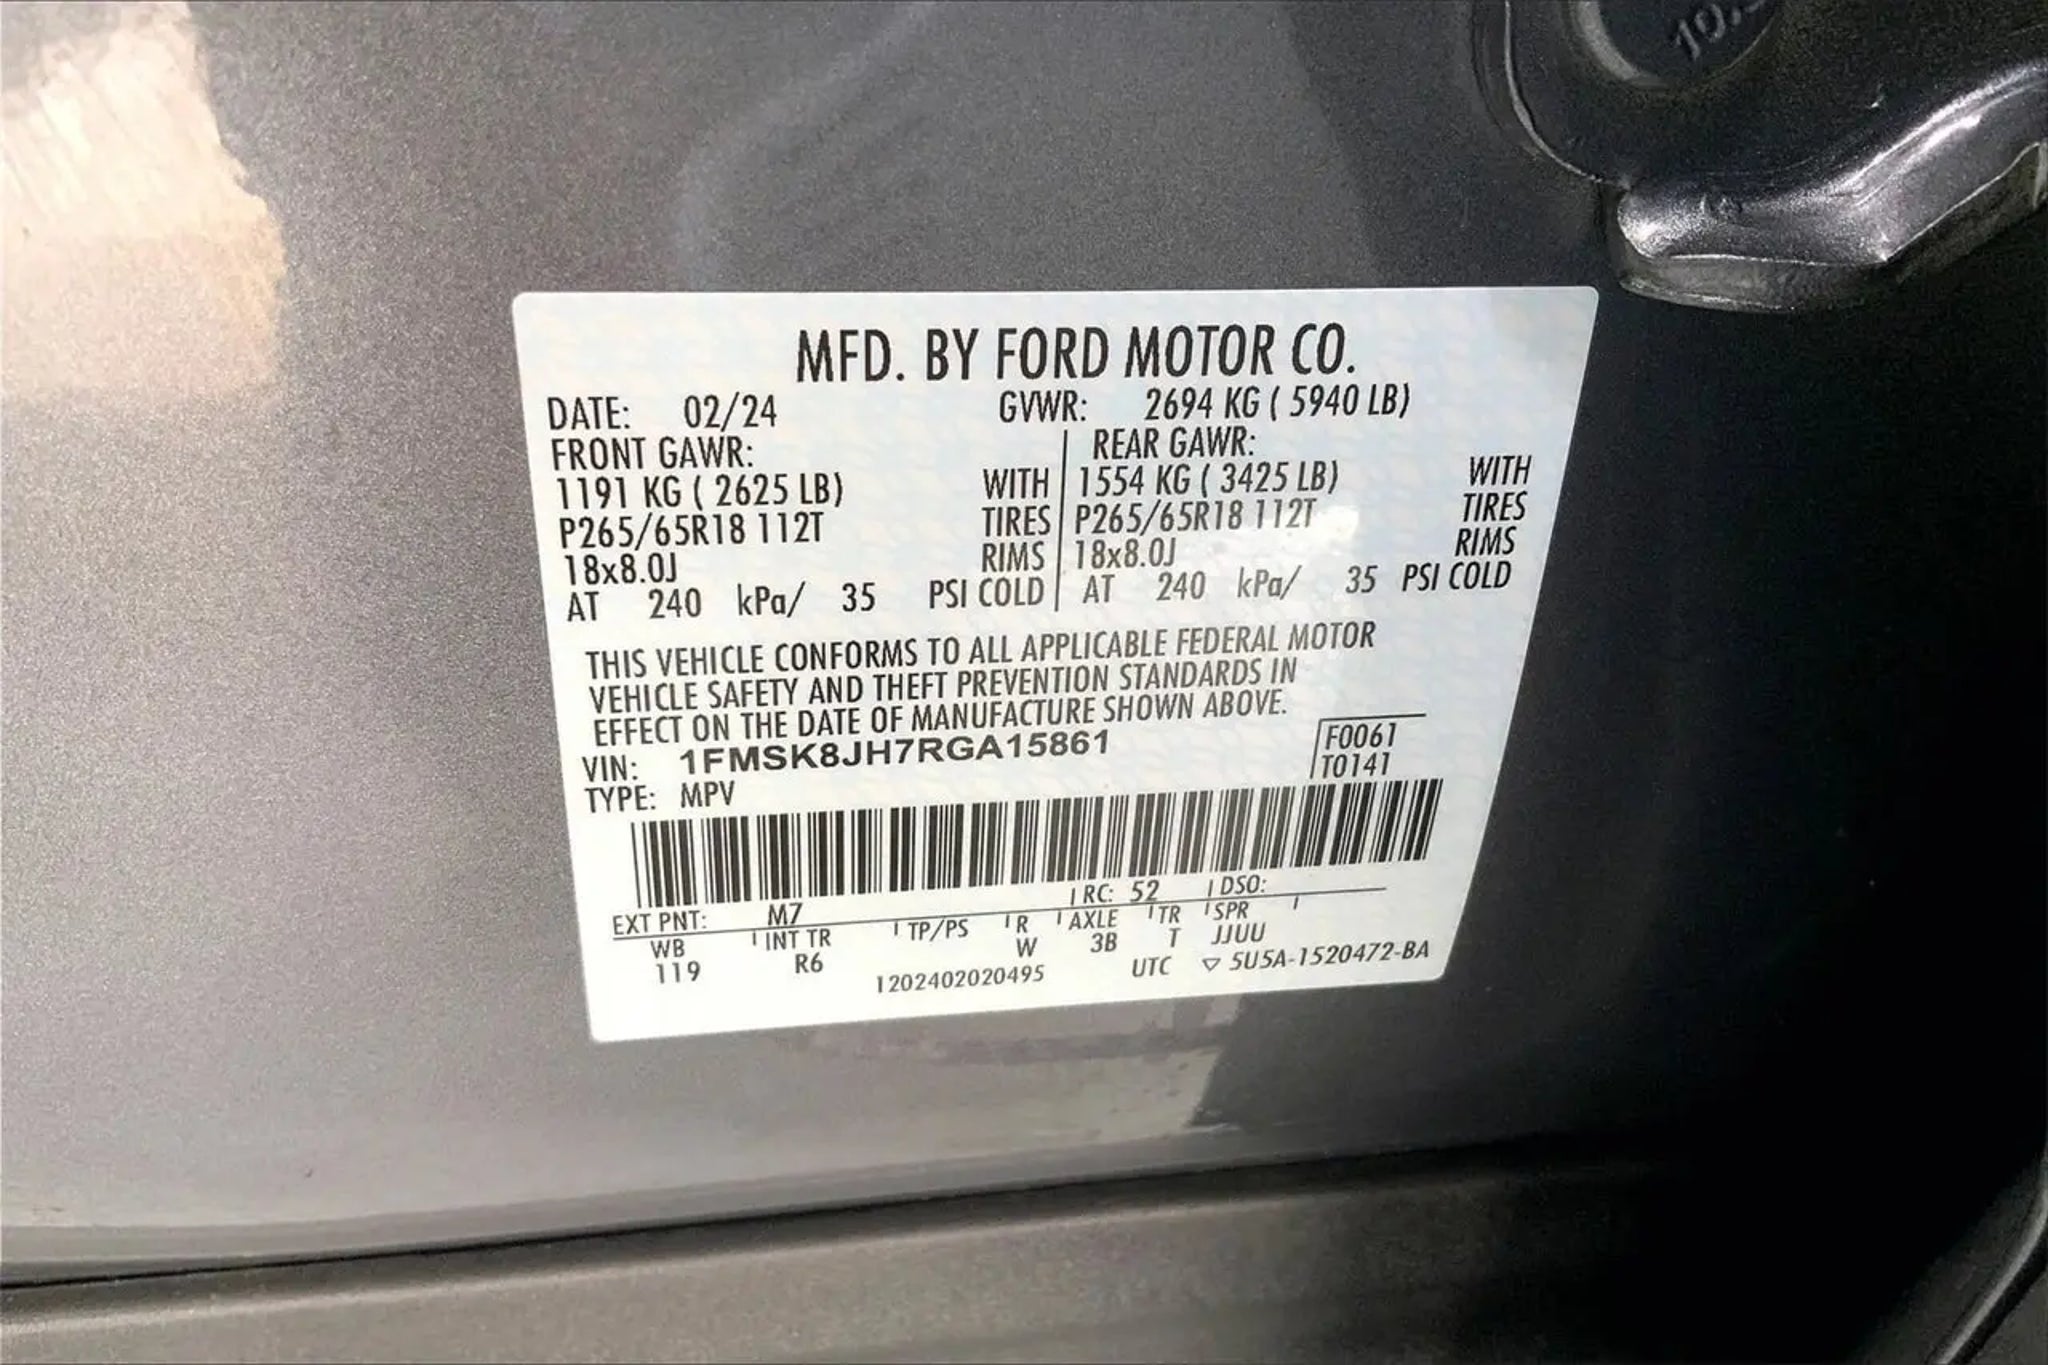 MFD. BY FORD MOTOR CO.
DATE: 02/24 GVWR: 2694 KG ( 5940 LB)
FRONT GAWR: REAR GAWR:
1191 KG ( 2625 LB) WITH 1554 KG ( 3425 LB) WITH
P265/65R18 112T TIRES P265/65R18 112T TIRES
18x8.0J RIMS 18x8.0J RIMS
AT 240 kPa/ 35 PSI COLD AT 240 kPa/ 35 PSI COLD
THIS VEHICLE CONFORMS TO ALL APPLICABLE FEDERAL MOTOR
VEHICLE SAFETY AND THEFT PREVENTION STANDARDS IN
EFFECT ON THE DATE OF MANUFACTURE SHOWN ABOVE.
VIN: 1FMSK8JH7RGA15861 F0061
TYPE: MPV T0141
EXT PNT: M7 RC: 52 DSO:
WB INT TR TP/PS R AXLE TR SPR
119 R6 W 3B T JJUU
1202402020495 UTC ▽ 5U5A-1520472-BA